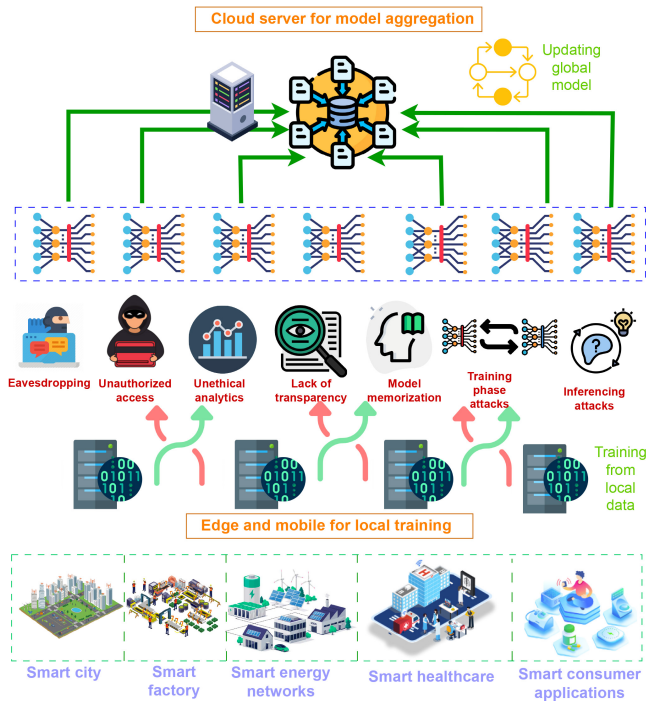 Cloud server for model aggregation
Updating
global
model
Eavesdropping
Unauthorized
access
Unethical
analytics
Lack of
transparency
Model
memorization
Training
phase
attacks
Inferencing
attacks
Training
from
local
data
Edge and mobile for local training
Smart city
Smart
factory
Smart energy
networks
Smart healthcare
Smart consumer
applications